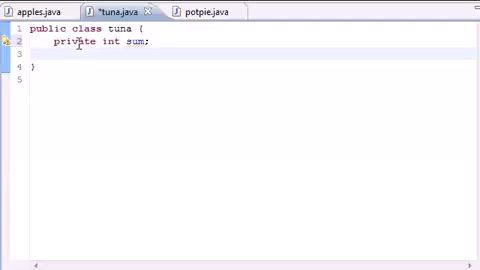 apples.java *tuna.java potpie.java
1 public class tuna {
2 private int sum;
3
4 }
5